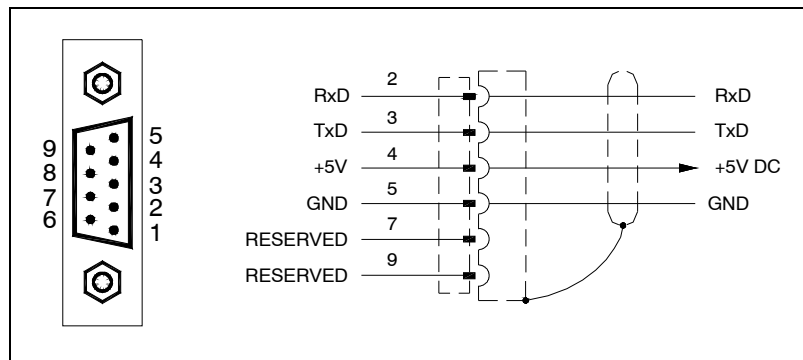 9
8
7
6
5
4
3
2
1
RxD 2 RxD
TxD 3 TxD
+5V 4 +5V DC
GND 5 GND
RESERVED 7
RESERVED 9